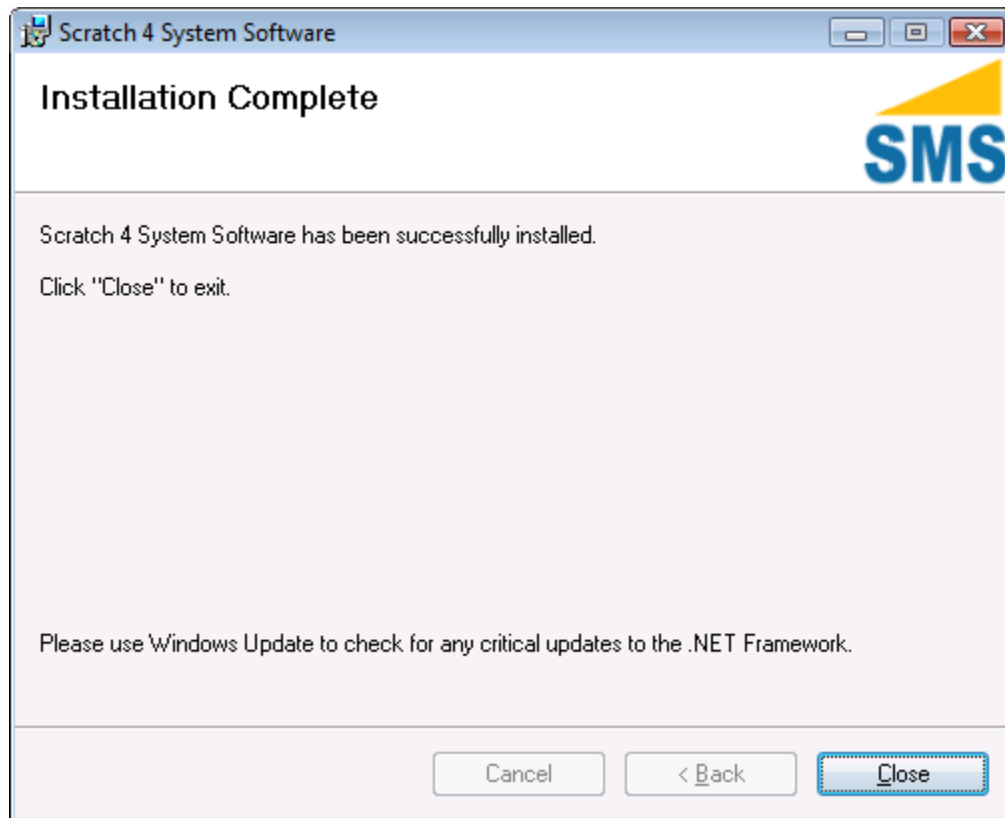 Scratch 4 System Software
Installation Complete
SMS
Scratch 4 System Software has been successfully installed.
Click "Close" to exit.
Please use Windows Update to check for any critical updates to the .NET Framework.
Cancel
< Back
Close